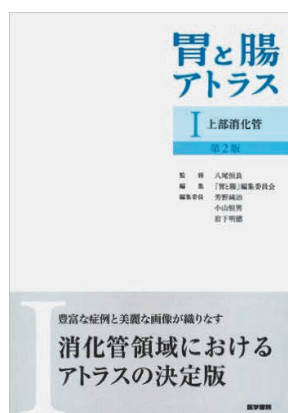 胃と腸
アトラス
I 上部消化管
第2版
監修 八尾恒良
編集 「胃と腸」編集委員会
編集委員 芳野純治
小山恒男
岩下明徳
I
豊富な症例と美麗な画像が織りなす
消化管領域における
アトラスの決定版
医学書院